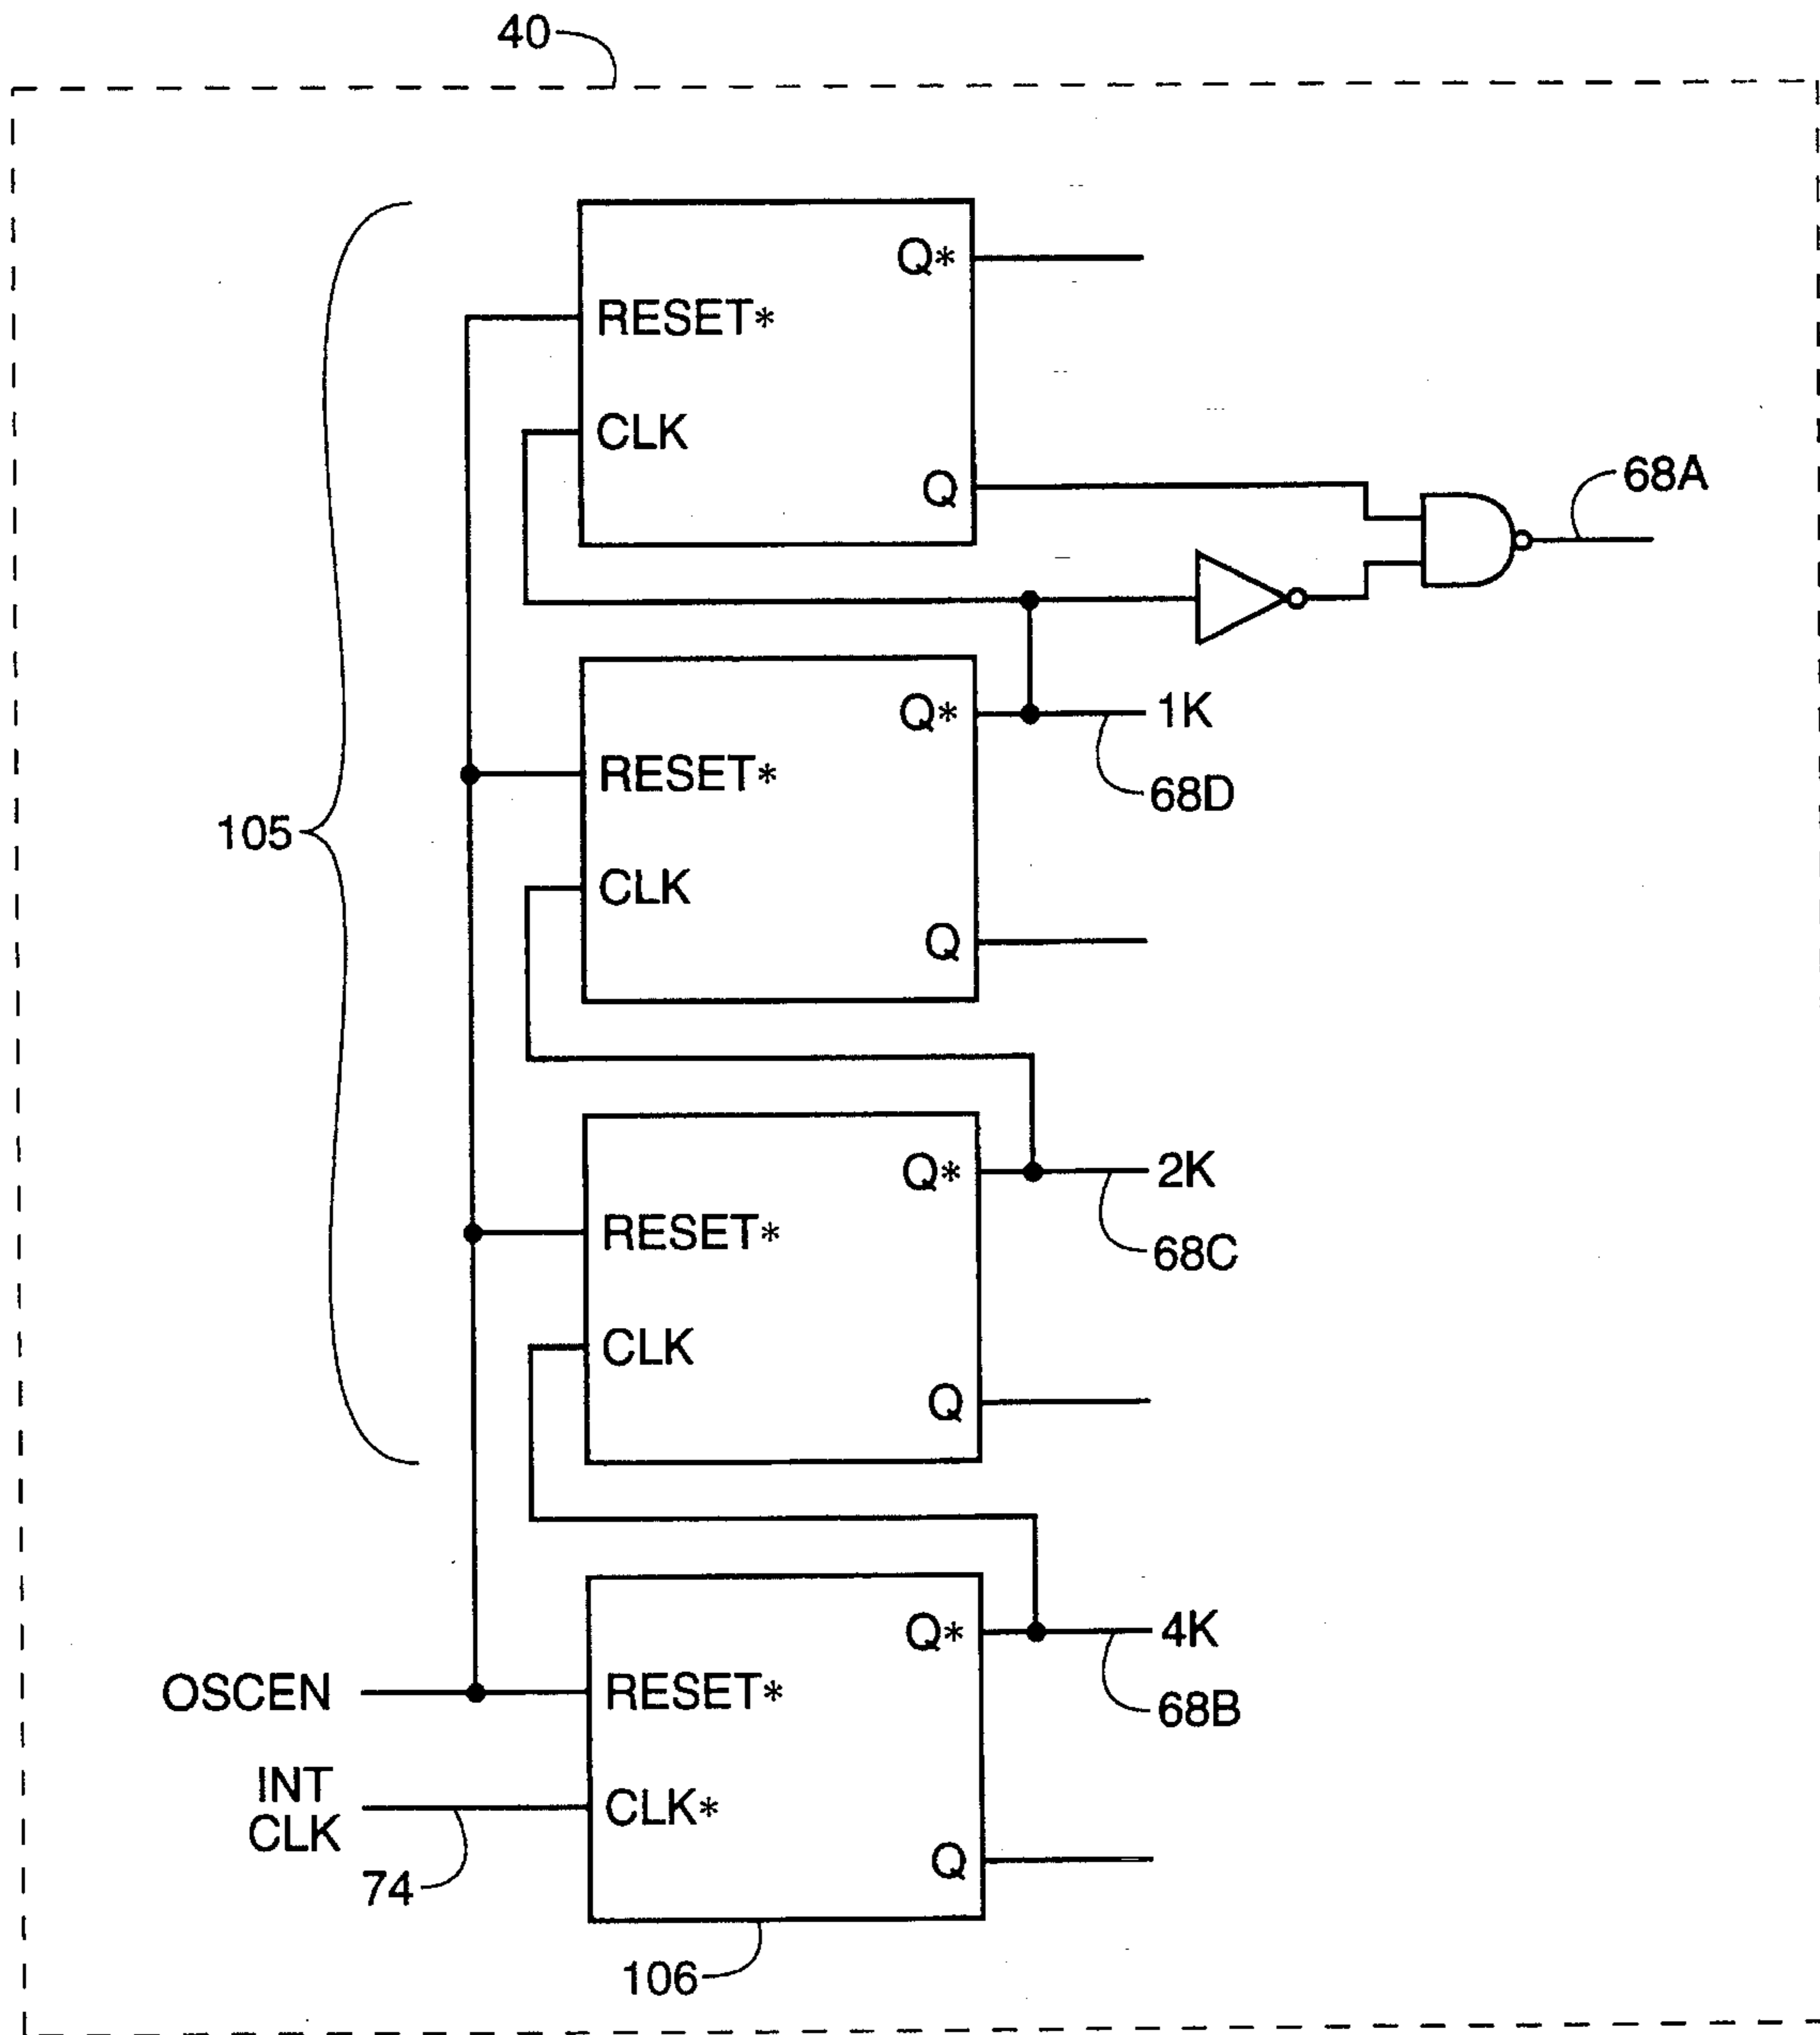 40
Q*
RESET*
CLK
Q
68A
Q*
1K
RESET*
68D
105
CLK
Q
Q*
2K
RESET*
68C
CLK
Q
Q*
4K
OSCEN
RESET*
68B
INT
CLK
CLK*
Q
74
106